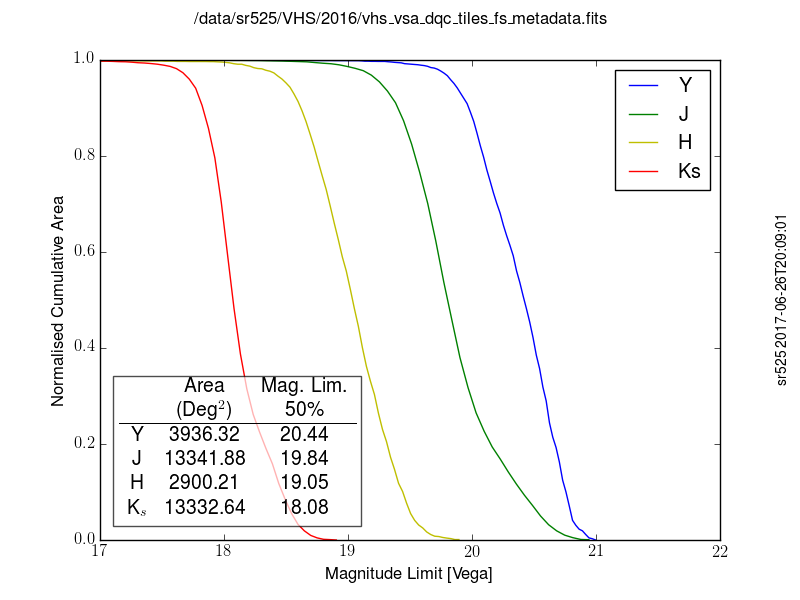 /data/sr525/VHS/2016/vhs_vsa_dqc_tiles_fs_metadata.fits
1.0
0.8
0.6
0.4
0.2
0.0
Normalised Cumulative Area
Y
J
H
Ks
Area Mag. Lim.
(Deg²) 50%
Y 3936.32 20.44
J 13341.88 19.84
H 2900.21 19.05
Kₛ 13332.64 18.08
17 18 19 20 21 22
Magnitude Limit [Vega]
sr525 2017-06-26T20:09:01